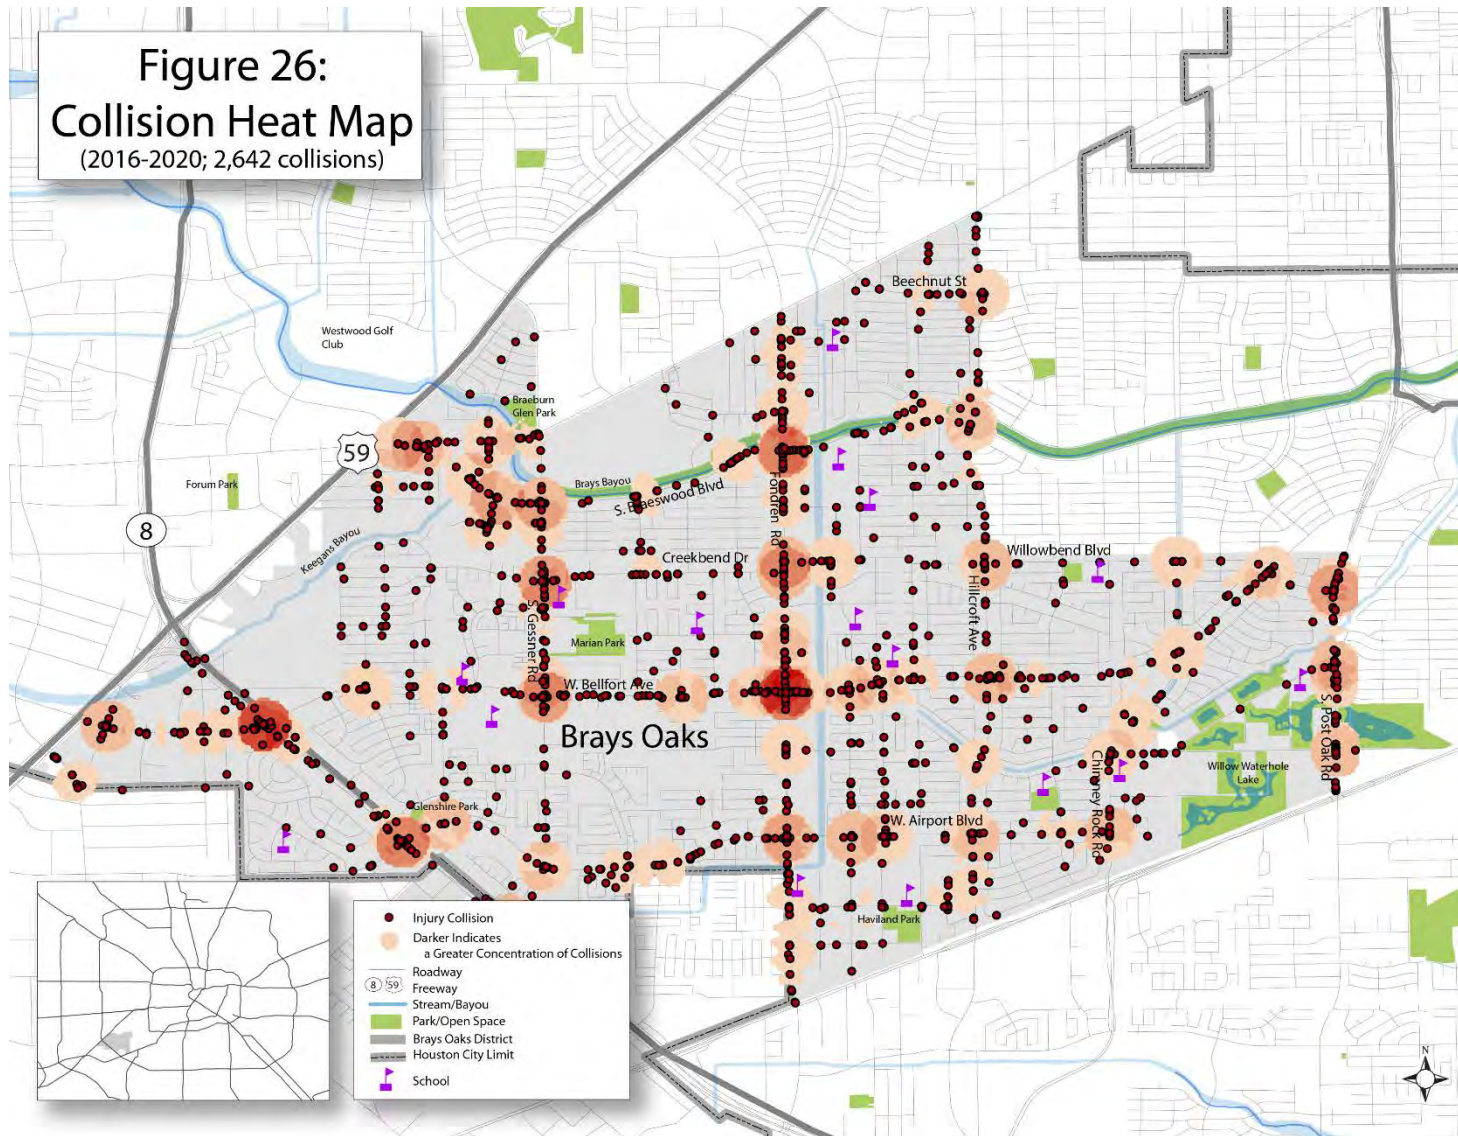 Figure 26:
Collision Heat Map
(2016-2020; 2,642 collisions)
Beechnut St
Westwood Golf
Club
Braeburn
Glen Park
59
Forum Park
Brays Bayou
S. Braeswood Blvd
Fondren Rd
8
Keegans Bayou
Creekbend Dr
Willowbend Blvd
Hillcroft Ave
S. Gessner Rd
Marian Park
W. Bellfort Ave
Brays Oaks
S. Post Oak Rd
Chimney Rock Rd
Willow Waterhole
Lake
Glenshire Park
W. Airport Blvd
Haviland Park
Injury Collision
Darker Indicates
a Greater Concentration of Collisions
Roadway
8 59 Freeway
Stream/Bayou
Park/Open Space
Brays Oaks District
Houston City Limit
School
N